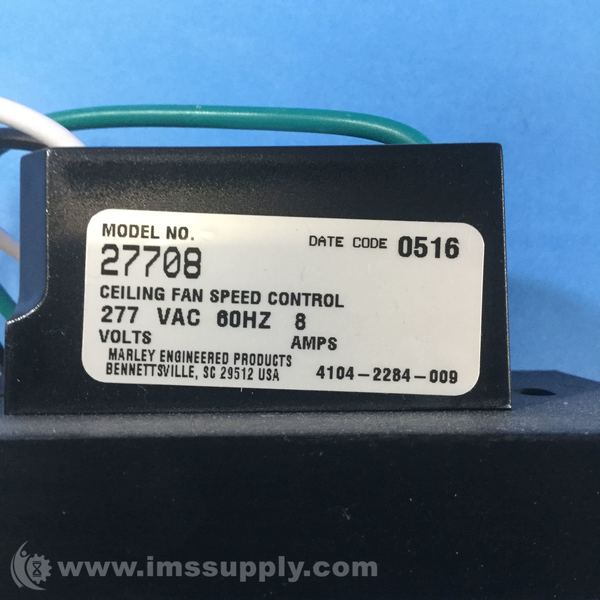 MODEL NO.
DATE CODE 0516
27708
CEILING FAN SPEED CONTROL
277 VAC 60HZ 8
VOLTS AMPS
MARLEY ENGINEERED PRODUCTS
BENNETTSVILLE, SC 29512 USA
4104-2284-009
www.imssupply.com